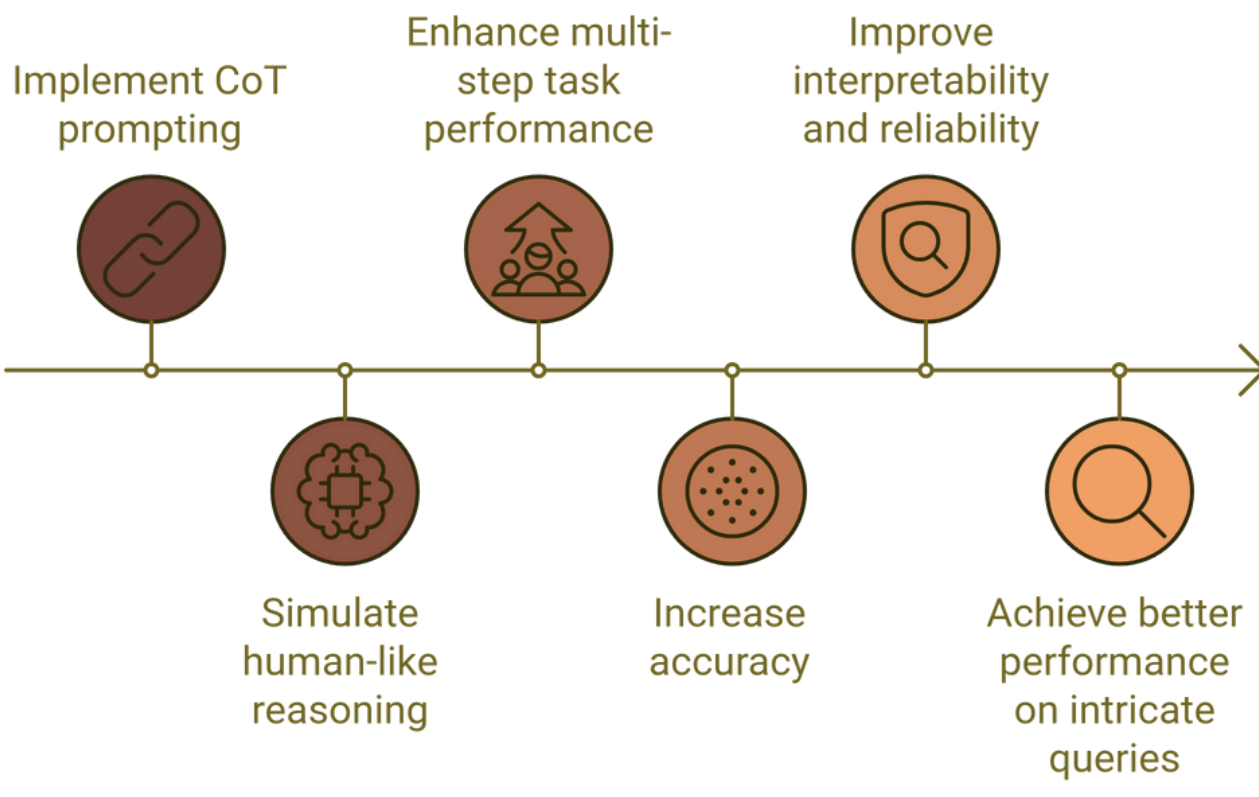 Implement CoT
prompting
Simulate
human-like
reasoning
Enhance multi-
step task
performance
Increase
accuracy
Improve
interpretability
and reliability
Achieve better
performance
on intricate
queries